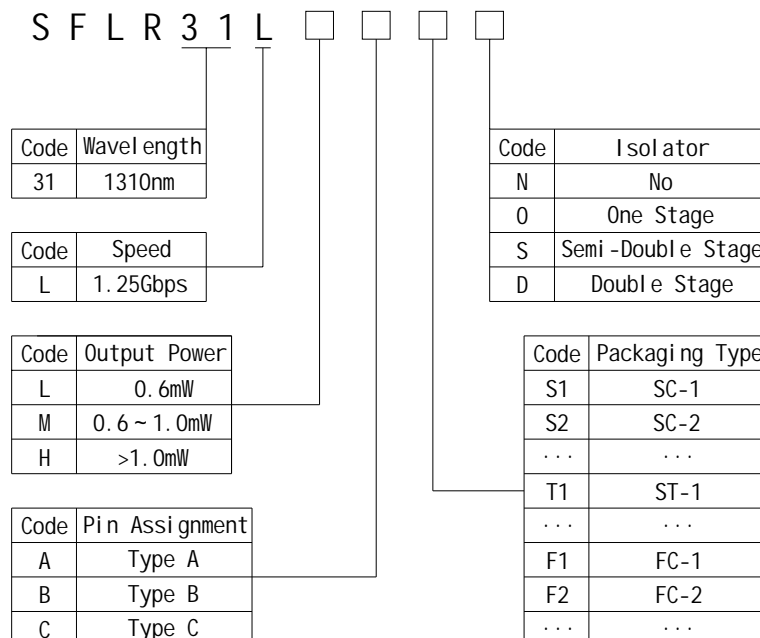 S F L R 3 1 L
Code Wavelength
31 1310nm
Code Speed
L 1.25Gbps
Code Output Power
L 0.6mW
M 0.6~1.0mW
H >1.0mW
Code Pin Assignment
A Type A
B Type B
C Type C
Code Isolator
N No
O One Stage
S Semi-Double Stage
D Double Stage
Code Packaging Type
S1 SC-1
S2 SC-2
... ...
T1 ST-1
... ...
F1 FC-1
F2 FC-2
... ...